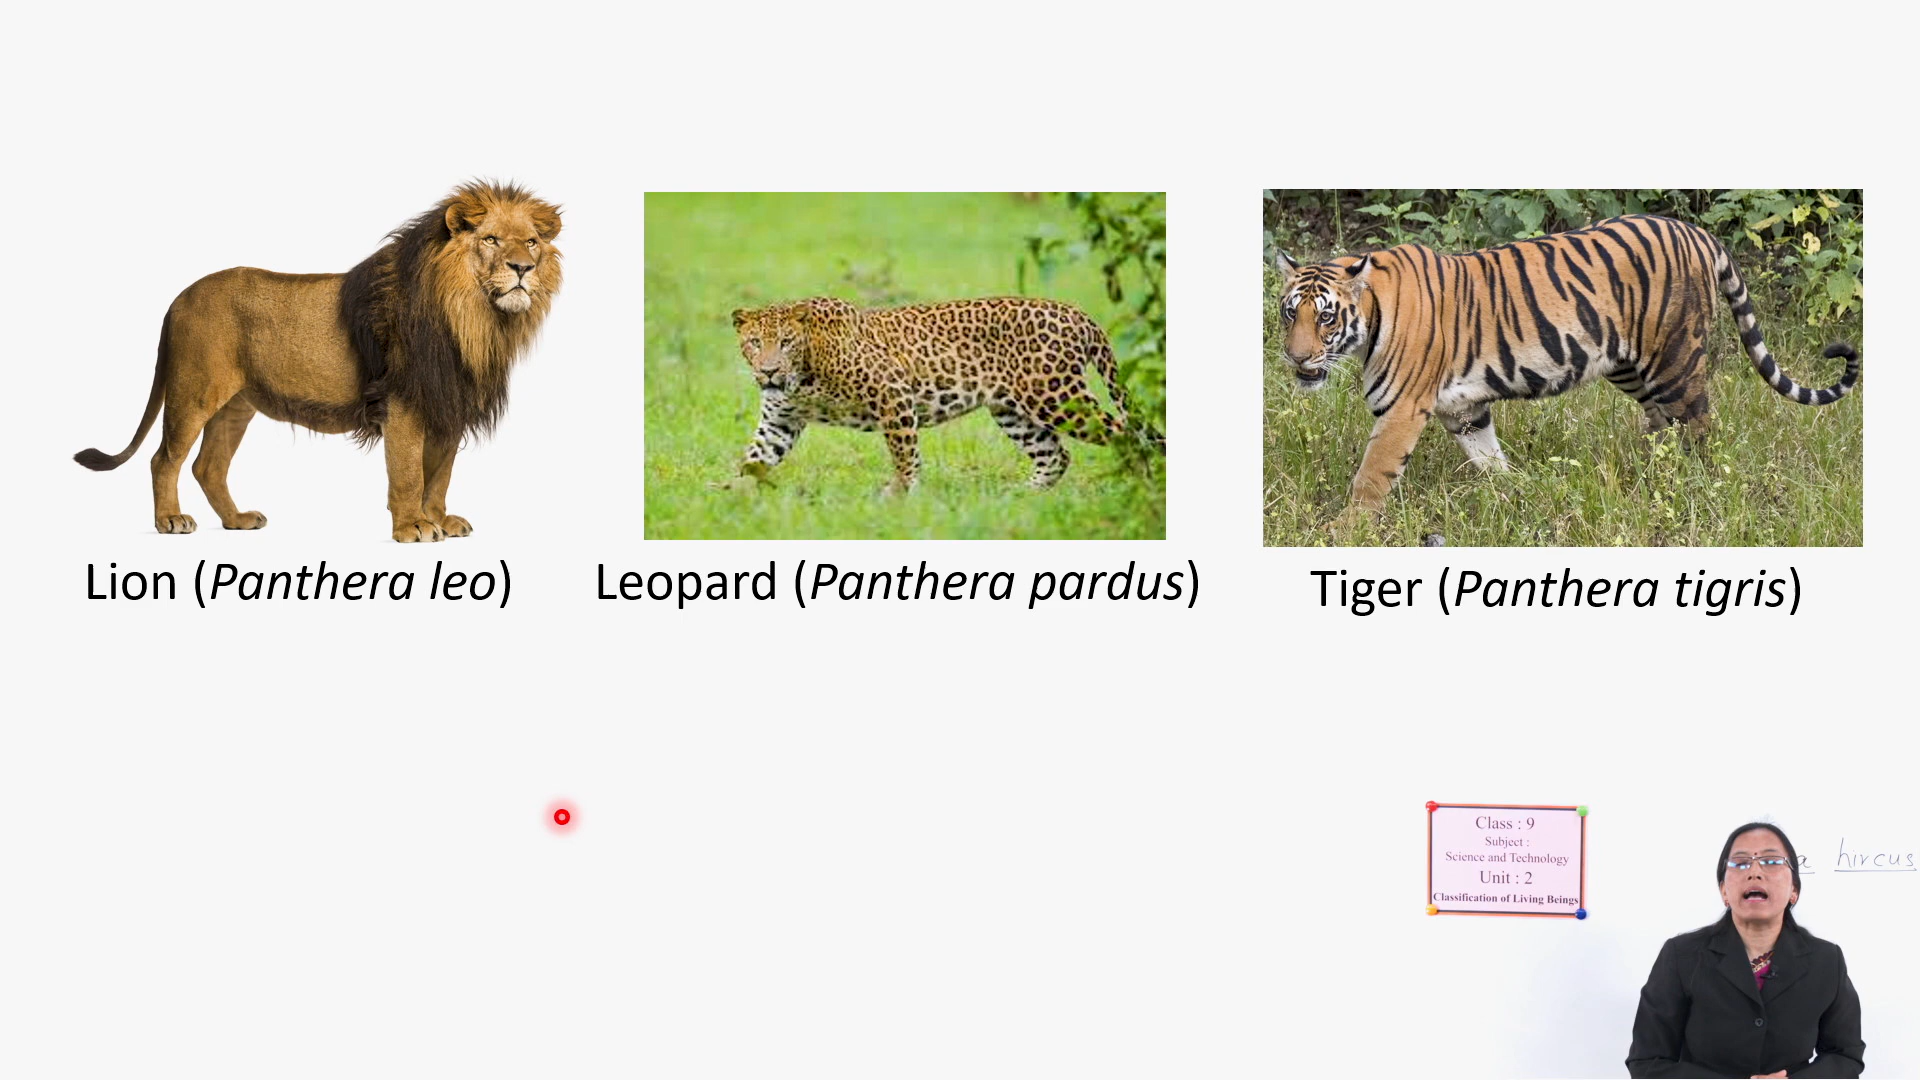 Lion (Panthera leo)
Leopard (Panthera pardus)
Tiger (Panthera tigris)
Class : 9
Subject :
Science and Technology
Unit : 2
Classification of Living Beings
hircus